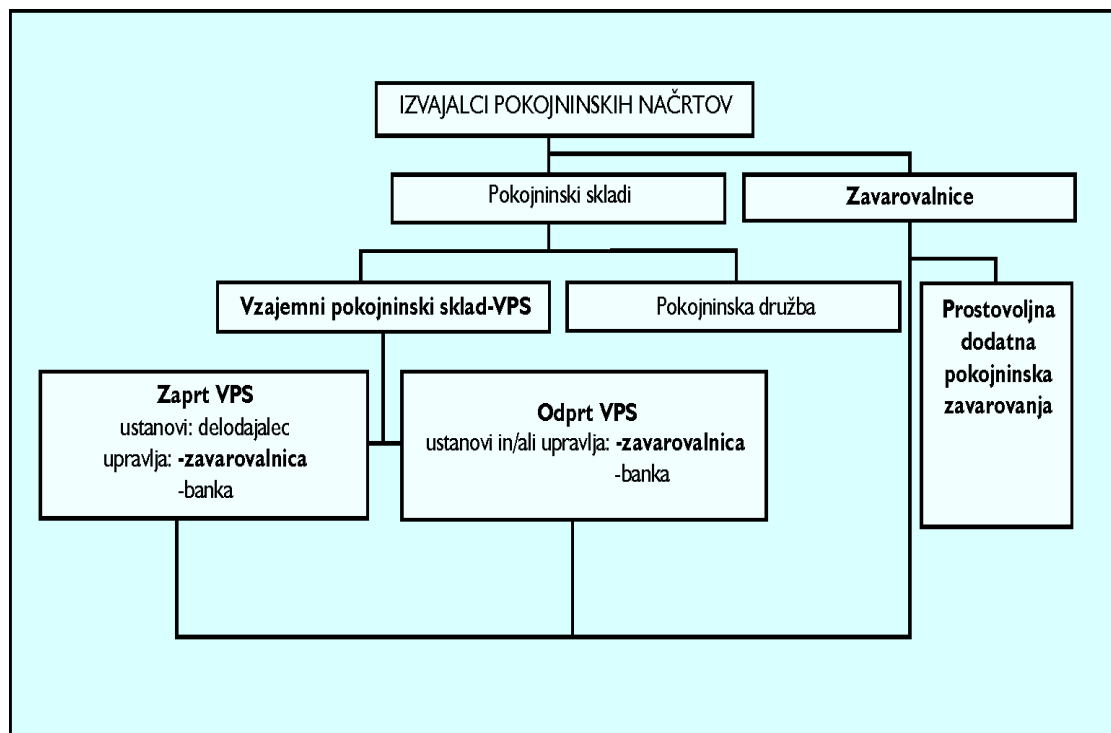 IZVAJALCI POKOJNINSKIH NAČRTOV
Pokojninski skladi
Zavarovalnice
Vzajemni pokojninski sklad-VPS
Pokojninska družba
Prostovoljna
dodatna
pokojninska
zavarovanja
Zaprt VPS
ustanovi: delodajalec
upravlja: -zavarovalnica
-banka
Odprt VPS
ustanovi in/ali upravlja: -zavarovalnica
-banka